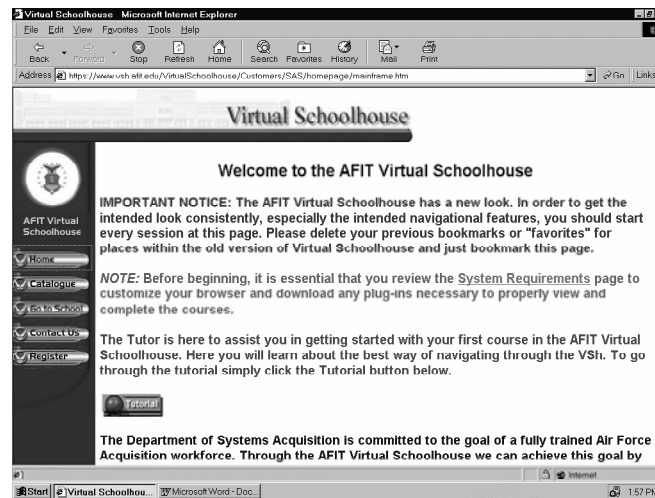 Virtual Schoolhouse - Microsoft Internet Explorer
File Edit View Favorites Tools Help
Back Forward Stop Refresh Home Search Favorites History Mail Print
Address https://www.vsh.afit.edu/VirtualSchoolhouse/Customers/SAS/homepage/mainframe.htm Go Links
Virtual Schoolhouse
AFIT Virtual
Schoolhouse
Home
Catalogue
Go to School
Contact Us
Register
Welcome to the AFIT Virtual Schoolhouse
IMPORTANT NOTICE: The AFIT Virtual Schoolhouse has a new look. In order to get the
intended look consistently, especially the intended navigational features, you should start
every session at this page. Please delete your previous bookmarks or "favorites" for
places within the old version of Virtual Schoolhouse and just bookmark this page.
NOTE: Before beginning, it is essential that you review the System Requirements page to
customize your browser and download any plug-ins necessary to properly view and
complete the courses.
The Tutor is here to assist you in getting started with your first course in the AFIT Virtual
Schoolhouse. Here you will learn about the best way of navigating through the VSh. To go
through the tutorial simply click the Tutorial button below.
Tutorial
The Department of Systems Acquisition is committed to the goal of a fully trained Air Force
Acquisition workforce. Through the AFIT Virtual Schoolhouse we can achieve this goal by
Internet
Start Virtual Schoolhou... Microsoft Word - Doc... 1:57 PM